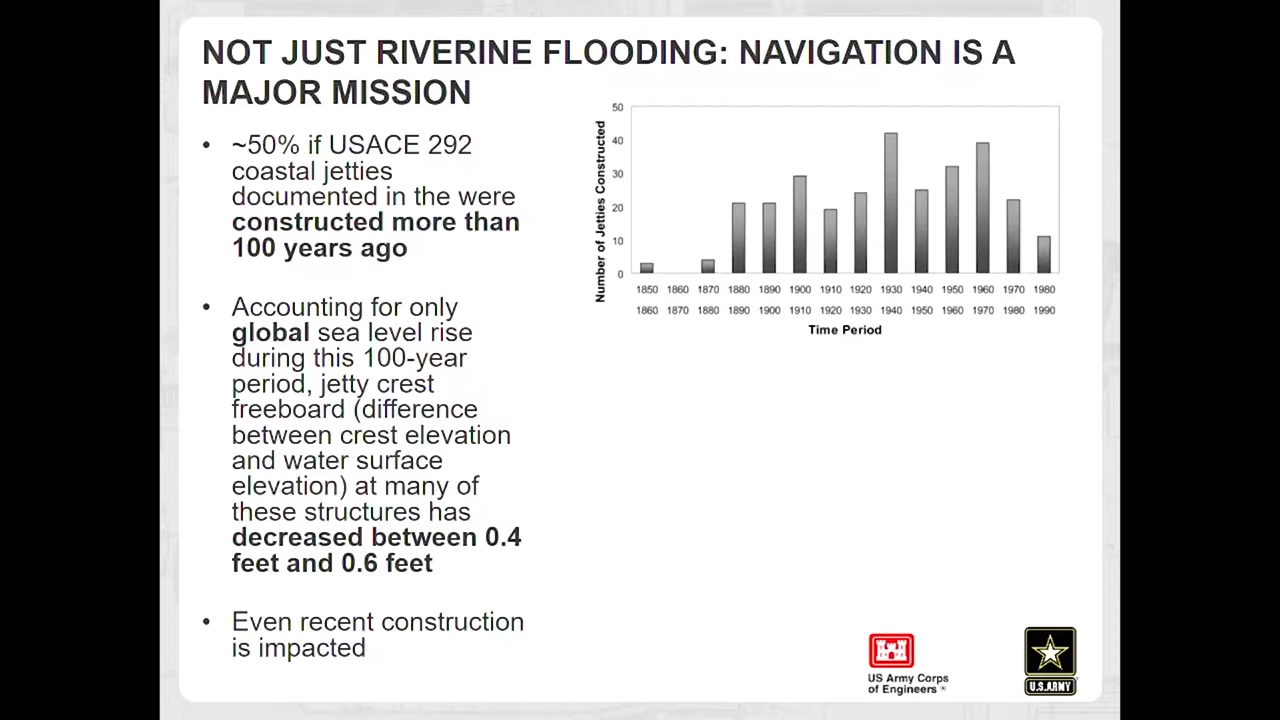 NOT JUST RIVERINE FLOODING: NAVIGATION IS A
MAJOR MISSION
• ~50% if USACE 292
coastal jetties
documented in the were
constructed more than
100 years ago
• Accounting for only
global sea level rise
during this 100-year
period, jetty crest
freeboard (difference
between crest elevation
and water surface
elevation) at many of
these structures has
decreased between 0.4
feet and 0.6 feet
• Even recent construction
is impacted
Number of Jetties Constructed
50
40
30
20
10
0
1850 1860 1870 1880 1890 1900 1910 1920 1930 1940 1950 1960 1970 1980
1860 1870 1880 1890 1900 1910 1920 1930 1940 1950 1960 1970 1980 1990
Time Period
US Army Corps
of Engineers ®
U.S.ARMY